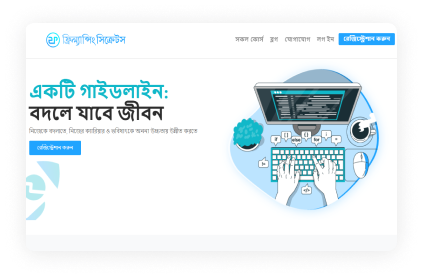 ফ্রিল্যান্সিং সিক্রেটস
সকল কোর্স ব্লগ যোগাযোগ লগ ইন রেজিস্ট্রেশন করুন
একটি গাইডলাইন:
বদলে যাবে জীবন
নিজেকে বদলাতে নিজের ক্যারিয়ার ও ভবিষ্যৎকে অনন্য উচ্চতায় উন্নীত করতে
রেজিস্ট্রেশন করুন